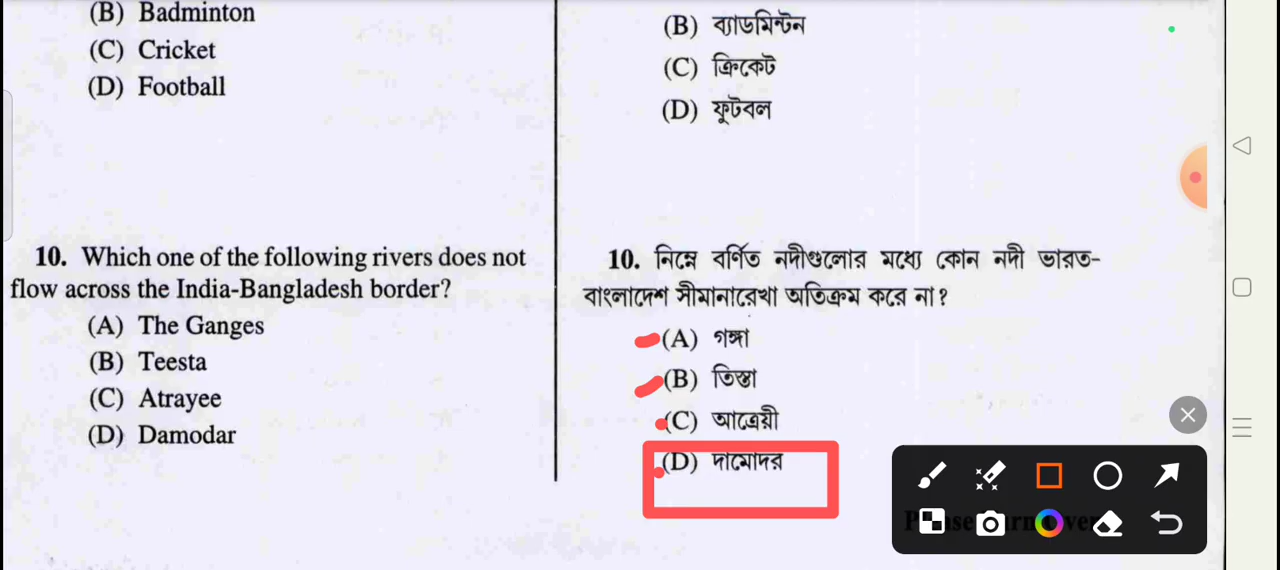 (B) Badminton
(C) Cricket
(D) Football
10. Which one of the following rivers does not
flow across the India-Bangladesh border?
(A) The Ganges
(B) Teesta
(C) Atrayee
(D) Damodar
(B) ব্যাডমিন্টন
(C) ক্রিকেট
(D) ফুটবল
10. নিম্নে বর্ণিত নদীগুলোর মধ্যে কোন নদী ভারত-
বাংলাদেশ সীমানারেখা অতিক্রম করে না?
(A) গঙ্গা
(B) তিস্তা
(C) আত্রেয়ী
(D) দামোদর